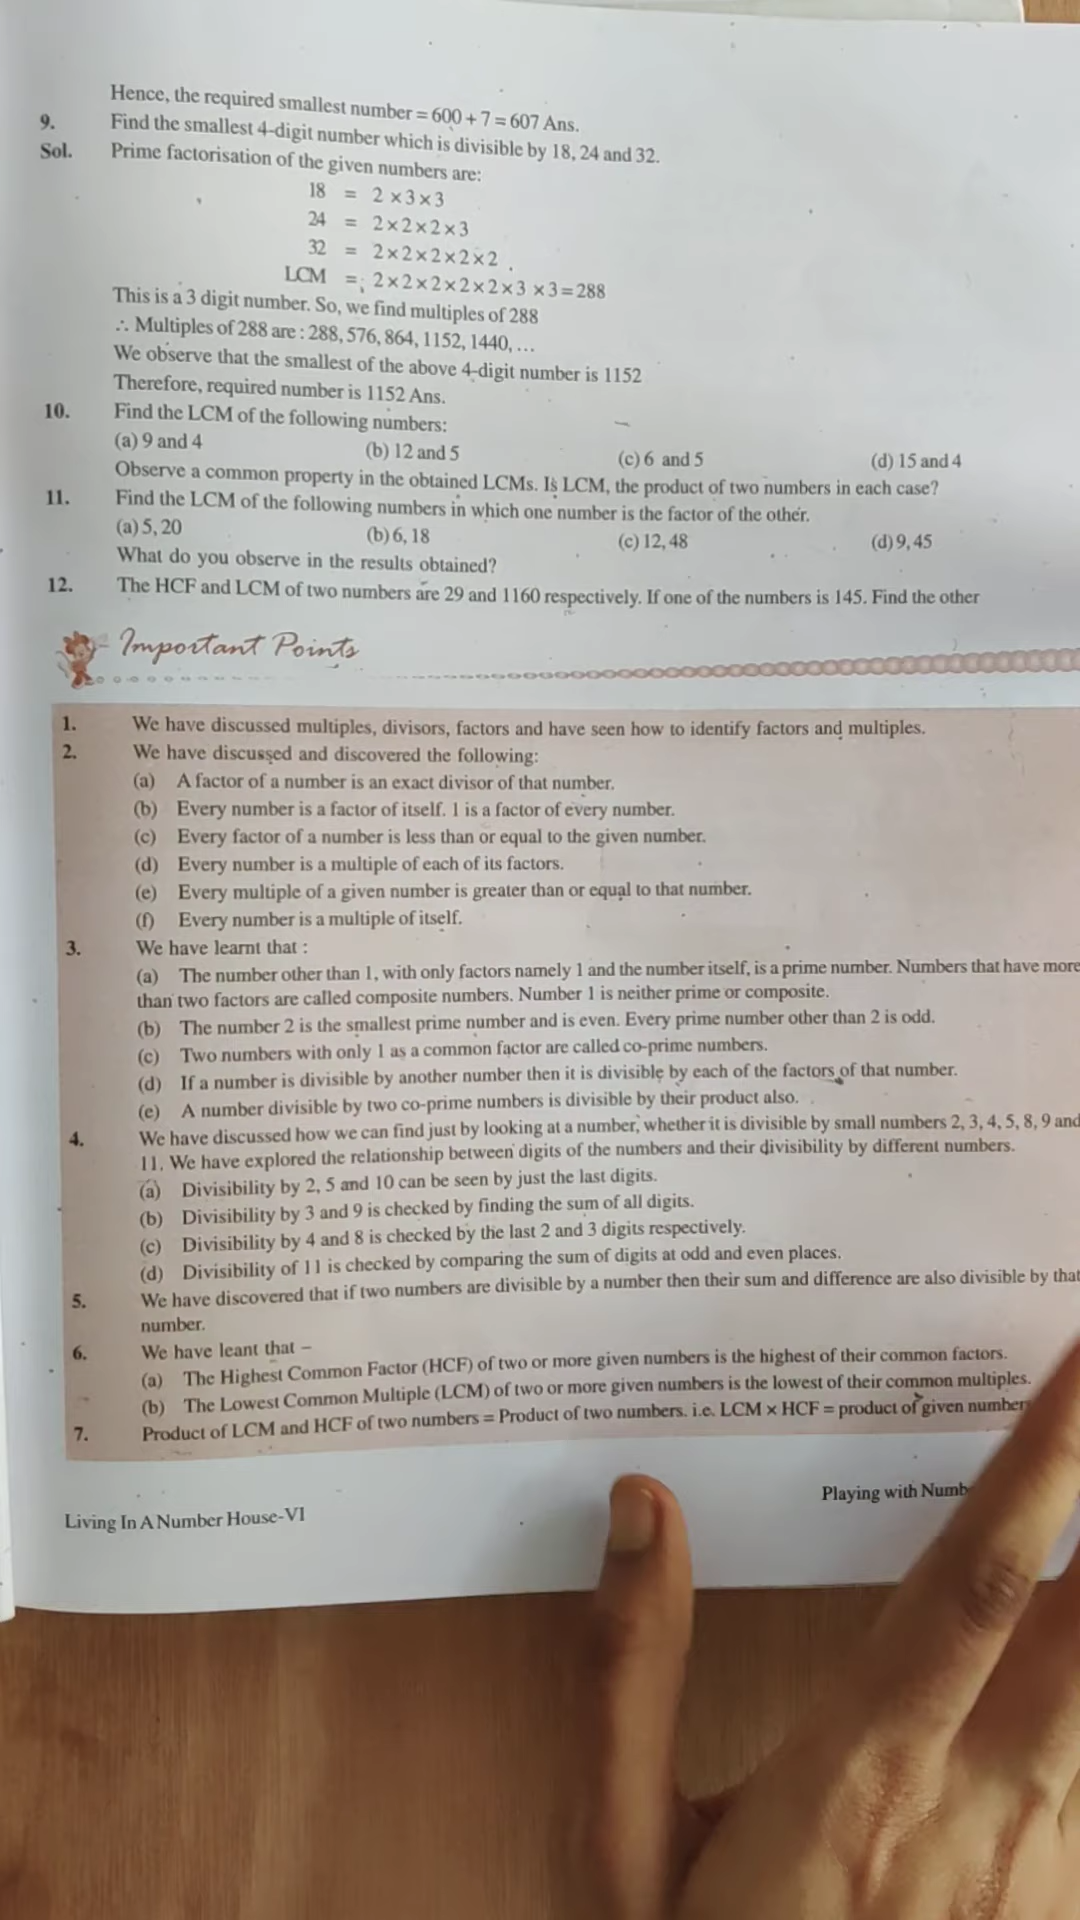 Hence, the required smallest number = 600 + 7 = 607 Ans.
9. Find the smallest 4-digit number which is divisible by 18, 24 and 32.
Sol. Prime factorisation of the given numbers are:
18 = 2 × 3 × 3
24 = 2 × 2 × 2 × 3
32 = 2 × 2 × 2 × 2 × 2
LCM = 2 × 2 × 2 × 2 × 2 × 3 × 3 = 288
This is a 3 digit number. So, we find multiples of 288
∴ Multiples of 288 are : 288, 576, 864, 1152, 1440, ...
We observe that the smallest of the above 4-digit number is 1152
Therefore, required number is 1152 Ans.
10. Find the LCM of the following numbers:
(a) 9 and 4 (b) 12 and 5 (c) 6 and 5 (d) 15 and 4
Observe a common property in the obtained LCMs. Is LCM, the product of two numbers in each case?
11. Find the LCM of the following numbers in which one number is the factor of the other.
(a) 5, 20 (b) 6, 18 (c) 12, 48 (d) 9, 45
What do you observe in the results obtained?
12. The HCF and LCM of two numbers are 29 and 1160 respectively. If one of the numbers is 145. Find the other
Important Points
1. We have discussed multiples, divisors, factors and have seen how to identify factors and multiples.
2. We have discussed and discovered the following:
(a) A factor of a number is an exact divisor of that number.
(b) Every number is a factor of itself. 1 is a factor of every number.
(c) Every factor of a number is less than or equal to the given number.
(d) Every number is a multiple of each of its factors.
(e) Every multiple of a given number is greater than or equal to that number.
(f) Every number is a multiple of itself.
3. We have learnt that :
(a) The number other than 1, with only factors namely 1 and the number itself, is a prime number. Numbers that have more
than two factors are called composite numbers. Number 1 is neither prime or composite.
(b) The number 2 is the smallest prime number and is even. Every prime number other than 2 is odd.
(c) Two numbers with only 1 as a common factor are called co-prime numbers.
(d) If a number is divisible by another number then it is divisible by each of the factors of that number.
(e) A number divisible by two co-prime numbers is divisible by their product also.
4. We have discussed how we can find just by looking at a number, whether it is divisible by small numbers 2, 3, 4, 5, 8, 9 and
11. We have explored the relationship between digits of the numbers and their divisibility by different numbers.
(a) Divisibility by 2, 5 and 10 can be seen by just the last digits.
(b) Divisibility by 3 and 9 is checked by finding the sum of all digits.
(c) Divisibility by 4 and 8 is checked by the last 2 and 3 digits respectively.
(d) Divisibility of 11 is checked by comparing the sum of digits at odd and even places.
5. We have discovered that if two numbers are divisible by a number then their sum and difference are also divisible by that
number.
6. We have leant that –
(a) The Highest Common Factor (HCF) of two or more given numbers is the highest of their common factors.
(b) The Lowest Common Multiple (LCM) of two or more given numbers is the lowest of their common multiples.
7. Product of LCM and HCF of two numbers = Product of two numbers. i.e. LCM × HCF = product of given number
Playing with Numb
Living In A Number House-VI